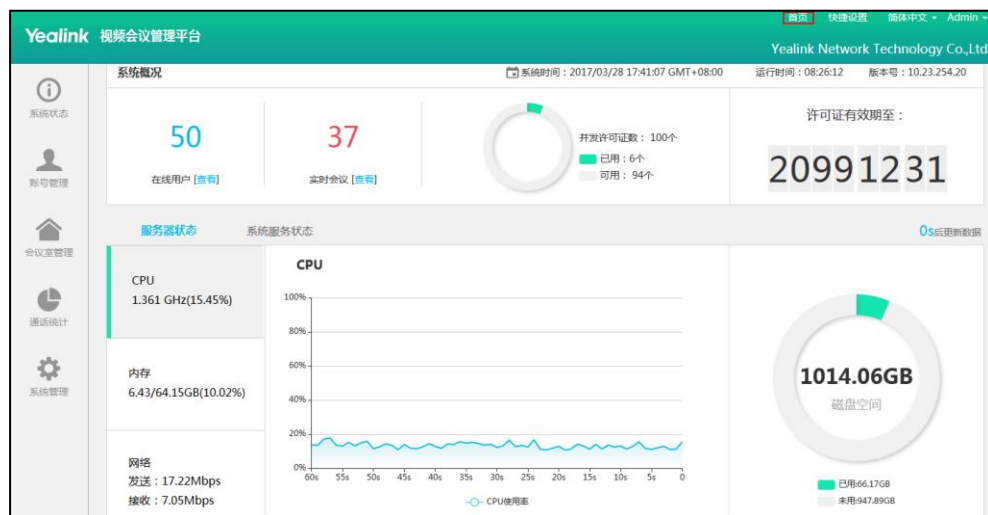 首页 快捷设置 简体中文 Admin
Yealink 视频会议管理平台
Yealink Network Technology Co.,Ltd
系统概况 系统时间：2017/03/28 17:41:07 GMT+08:00 运行时间：08:26:12 版本号：10.23.254.20
系统状态
账号管理
会议室管理
通话统计
系统管理
50
在线用户 [查看]
37
实时会议 [查看]
并发许可证数： 100个
已用：6个
可用： 94个
许可证有效期至：
20991231
服务器状态 系统服务状态 0s后更新数据
CPU
1.361 GHz(15.45%)
内存
6.43/64.15GB(10.02%)
网络
发送：17.22Mbps
接收：7.05Mbps
CPU
100%
80%
60%
40%
20%
0%
60s 55s 50s 45s 40s 35s 30s 25s 20s 15s 10s 5s 0
CPU使用率
1014.06GB
磁盘空间
已用:66.17GB
未用:947.89GB